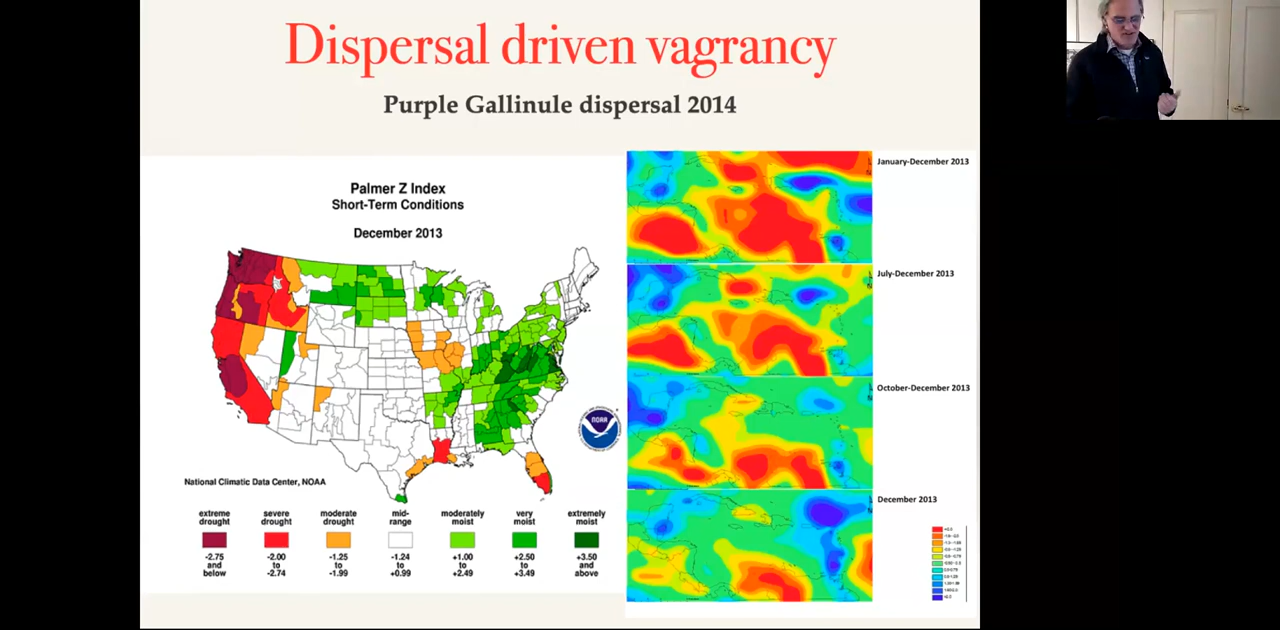 Dispersal driven vagrancy
Purple Gallinule dispersal 2014
Palmer Z Index
Short-Term Conditions
December 2013
National Climatic Data Center, NOAA
extreme drought
severe drought
moderate drought
mid-range
moderately moist
very moist
extremely moist
-2.75 and below
-2.00 to -2.74
-1.25 to -1.99
-1.24 to +0.99
+1.00 to +2.49
+2.50 to +3.49
+3.50 and above
NOAA
January-December 2013
July-December 2013
October-December 2013
December 2013